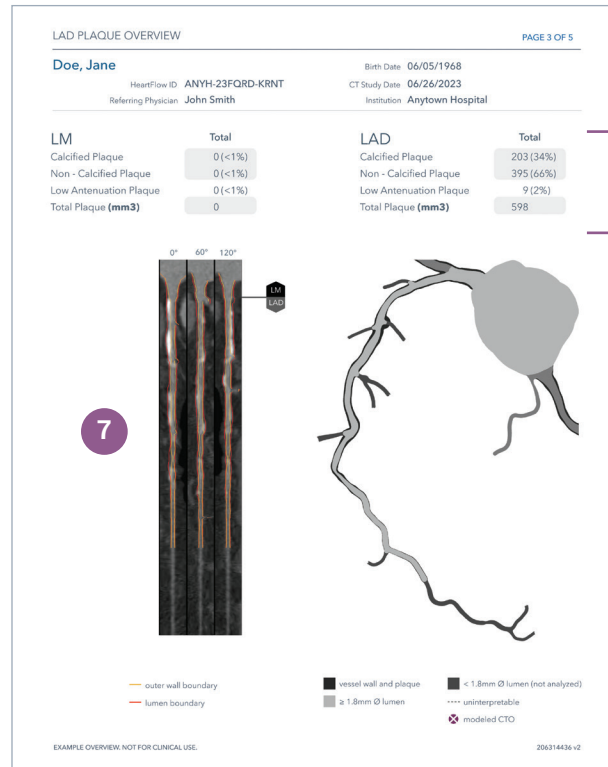 LAD PLAQUE OVERVIEW PAGE 3 OF 5
Doe, Jane Birth Date 06/05/1968
HeartFlow ID ANYH-23FQRD-KRNT CT Study Date 06/26/2023
Referring Physician John Smith Institution Anytown Hospital
LM Total LAD Total
Calcified Plaque 0 (<1%) Calcified Plaque 203 (34%)
Non - Calcified Plaque 0 (<1%) Non - Calcified Plaque 395 (66%)
Low Antenuation Plaque 0 (<1%) Low Antenuation Plaque 9 (2%)
Total Plaque (mm3) 0 Total Plaque (mm3) 598
0° 60° 120°
LM
LAD
7
outer wall boundary vessel wall and plaque < 1.8mm Ø lumen (not analyzed)
lumen boundary ≥ 1.8mm Ø lumen uninterpretable
modeled CTO
EXAMPLE OVERVIEW. NOT FOR CLINICAL USE. 206314436 v2